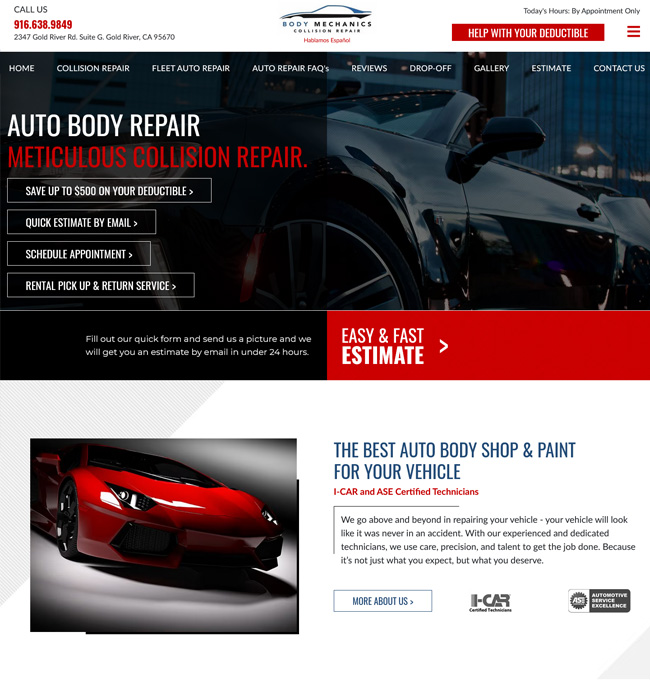 CALL US
916.638.9849
2347 Gold River Rd. Suite G. Gold River, CA 95670
BODY MECHANICS
COLLISION REPAIR
Hablamos Español
Today's Hours: By Appointment Only
HELP WITH YOUR DEDUCTIBLE
HOME COLLISION REPAIR FLEET AUTO REPAIR AUTO REPAIR FAQ's REVIEWS DROP-OFF GALLERY ESTIMATE CONTACT US
AUTO BODY REPAIR
METICULOUS COLLISION REPAIR.
SAVE UP TO $500 ON YOUR DEDUCTIBLE >
QUICK ESTIMATE BY EMAIL >
SCHEDULE APPOINTMENT >
RENTAL PICK UP & RETURN SERVICE >
Fill out our quick form and send us a picture and we
will get you an estimate by email in under 24 hours.
EASY & FAST
ESTIMATE >
THE BEST AUTO BODY SHOP & PAINT
FOR YOUR VEHICLE
I-CAR and ASE Certified Technicians
We go above and beyond in repairing your vehicle - your vehicle will look
like it was never in an accident. With our experienced and dedicated
technicians, we use care, precision, and talent to get the job done. Because
it's not just what you expect, but what you deserve.
MORE ABOUT US >
I-CAR
Certified Technicians
ASE
AUTOMOTIVE
SERVICE
EXCELLENCE